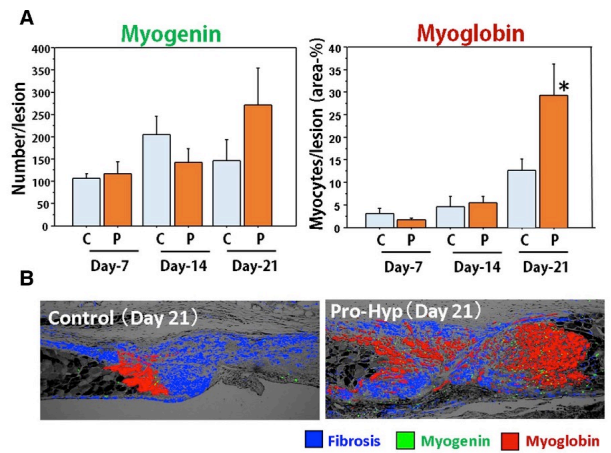 A
Myogenin
Number/lesion
400
350
300
250
200
150
100
50
0
C P C P C P
Day-7 Day-14 Day-21
Myoglobin
Myocytes/lesion (area-%)
40
35
30
25
20
15
10
5
0
*
C P C P C P
Day-7 Day-14 Day-21
B
Control (Day 21)
Pro-Hyp (Day 21)
Fibrosis Myogenin Myoglobin